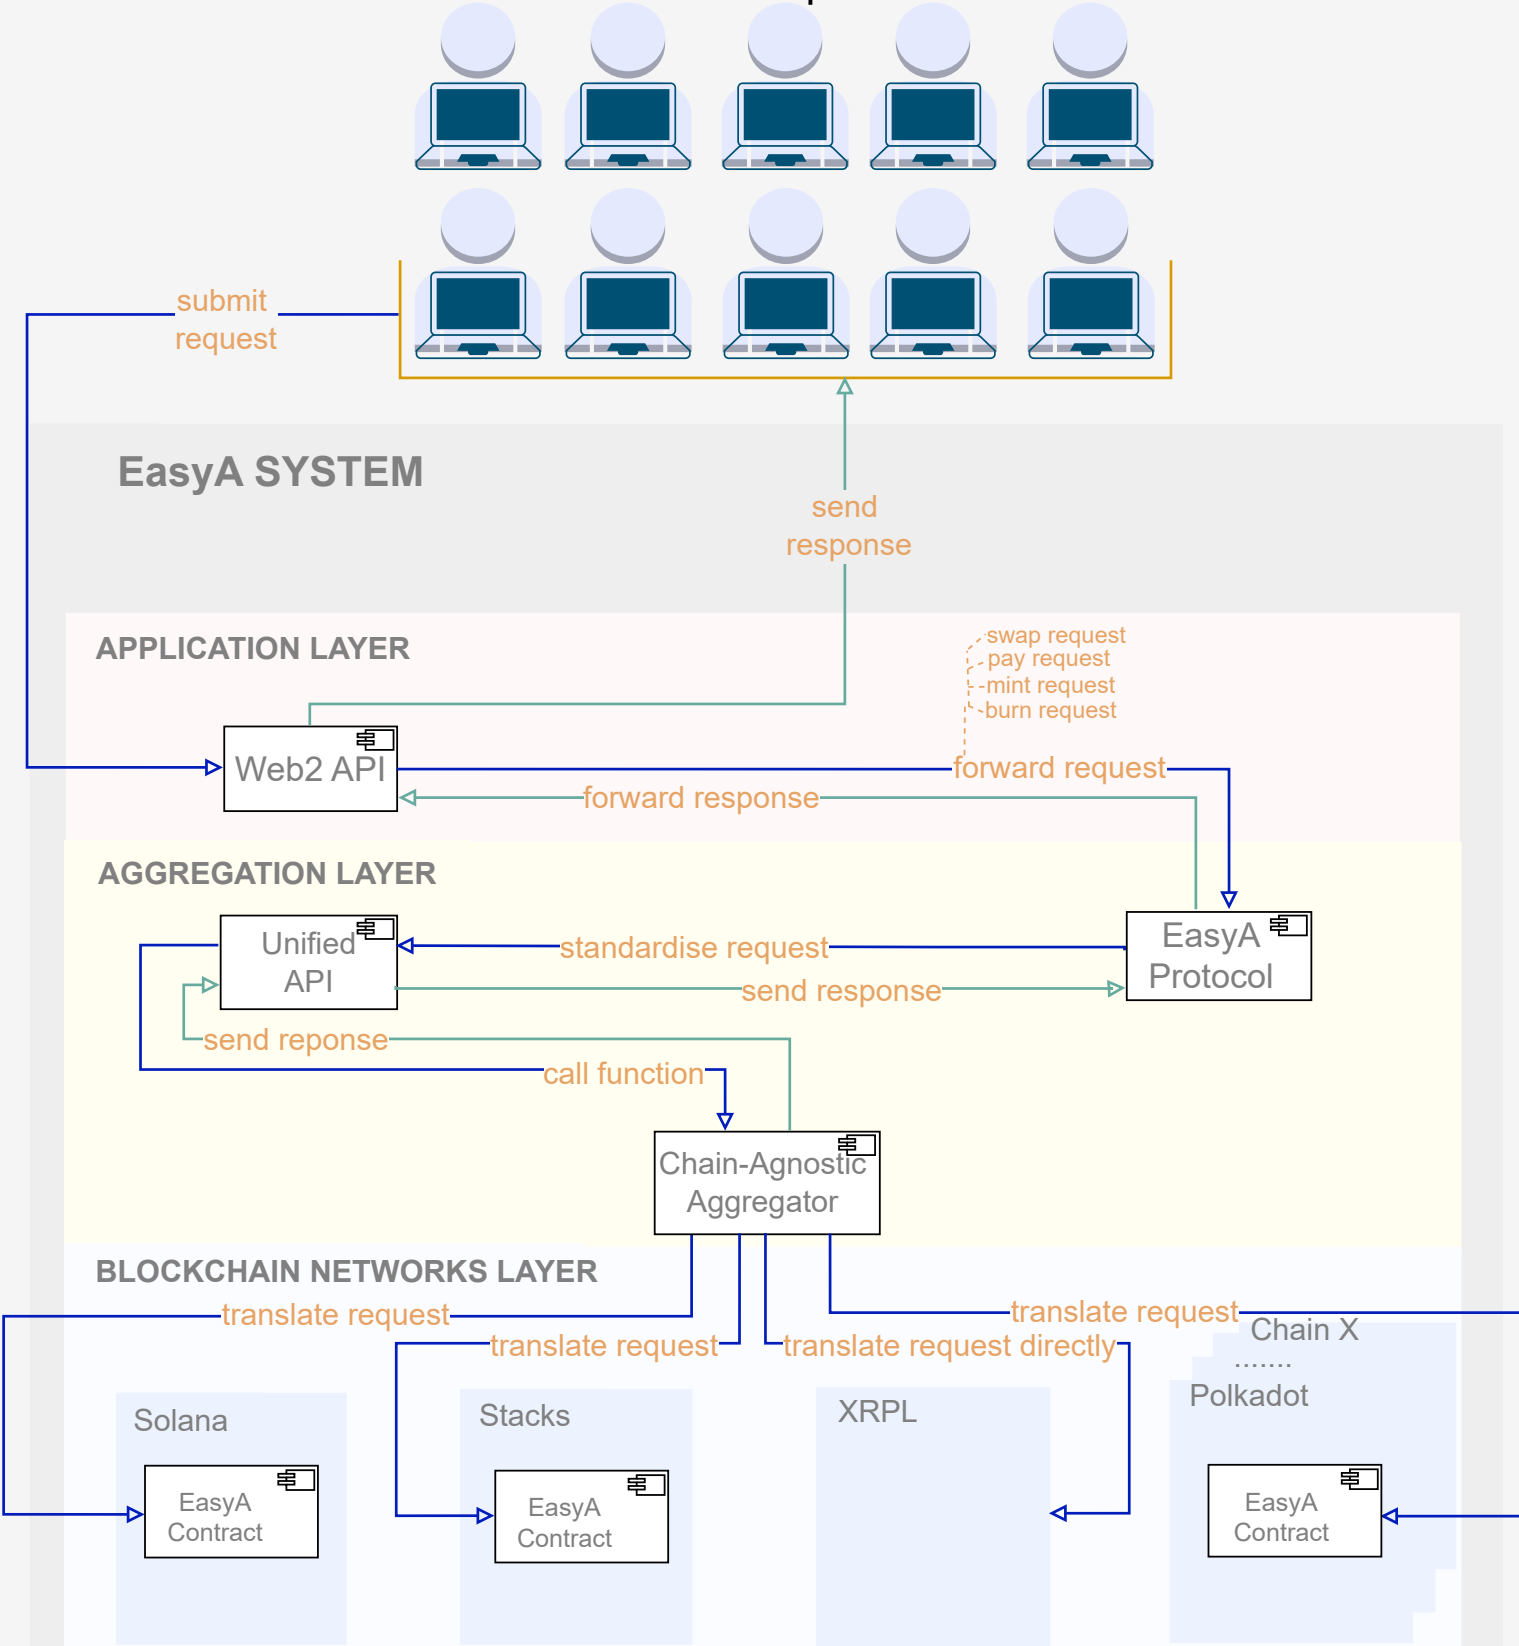 submit
request
EasyA SYSTEM
send
response
APPLICATION LAYER
swap request
pay request
mint request
burn request
Web2 API
forward request
forward response
AGGREGATION LAYER
Unified
API
EasyA
Protocol
standardise request
send response
send reponse
call function
Chain-Agnostic
Aggregator
BLOCKCHAIN NETWORKS LAYER
translate request
translate request
translate request directly
translate request
Chain X
.......
Polkadot
Solana
Stacks
XRPL
EasyA
Contract
EasyA
Contract
EasyA
Contract